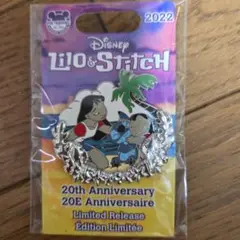 2022
Disney
Lilo & Stitch
20th Anniversary
20E Anniversaire
Limited Release
Édition Limitée